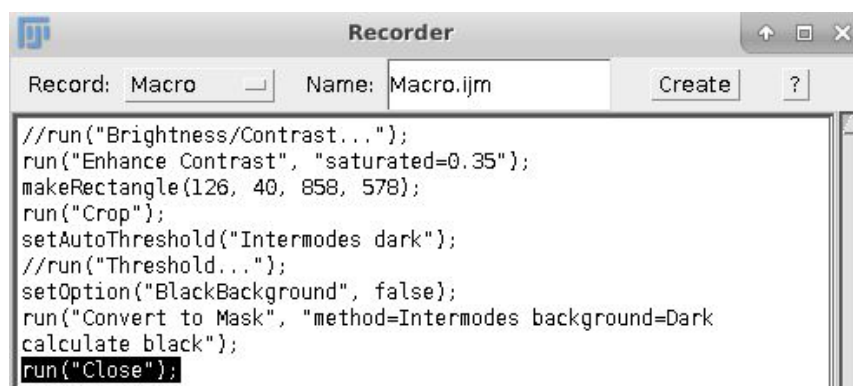 Recorder
Record: Macro Name: Macro.ijm Create ?
//run("Brightness/Contrast...");
run("Enhance Contrast", "saturated=0.35");
makeRectangle(126, 40, 858, 578);
run("Crop");
setAutoThreshold("Intermodes dark");
//run("Threshold...");
setOption("BlackBackground", false);
run("Convert to Mask", "method=Intermodes background=Dark
calculate black");
run("Close");